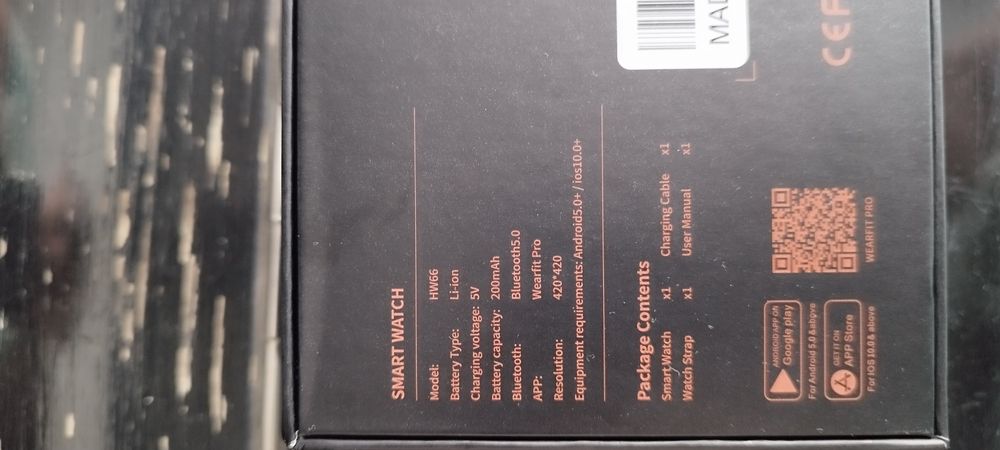 SMART WATCH
Model: HW66
Battery Type: Li-ion
Charging voltage: 5V
Battery capacity: 200mAh
Bluetooth: Bluetooth5.0
APP: Wearfit Pro
Resolution: 420*420
Equipment requirements: Android5.0+ / ios10.0+
Package Contents
Smart Watch x1 Charging Cable x1
Watch Strap x1 User Manual x1
ANDROID APP ON
Google play
For Android 5.0 & above
GET IT ON
APP Store
For IOS 10.0 & above
WEARFIT PRO
CE